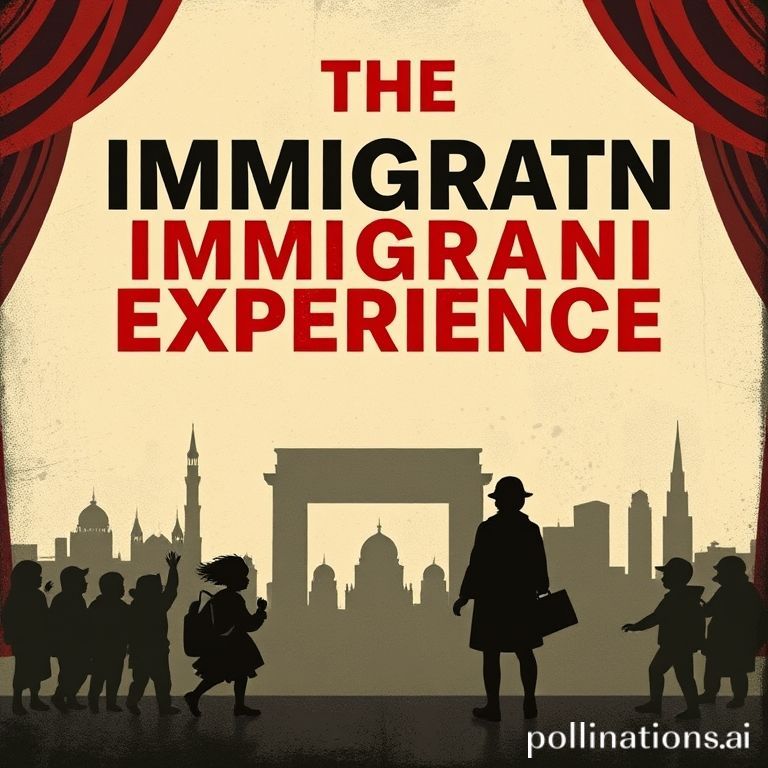 THE
IMMIGRATN
IMMIGRANI
EXPERIENCE
pollinations.ai